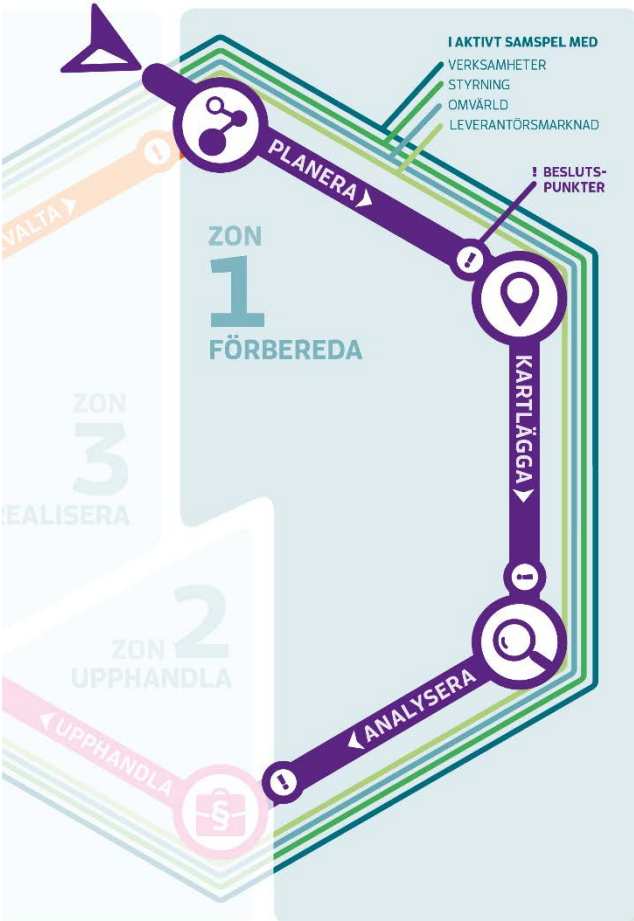 I AKTIVT SAMSPEL MED
VERKSAMHETER
STYRNING
OMVÄRLD
LEVERANTÖRSMARKNAD
! BESLUTS-
PUNKTER
!
PLANERA
!
VALTA
ZON
1
FÖRBEREDA
KARTLÄGGA
ZON
3
REALISERA
!
ZON 2
UPPHANDLA
ANALYSERA
UPPHANDLA
!
§